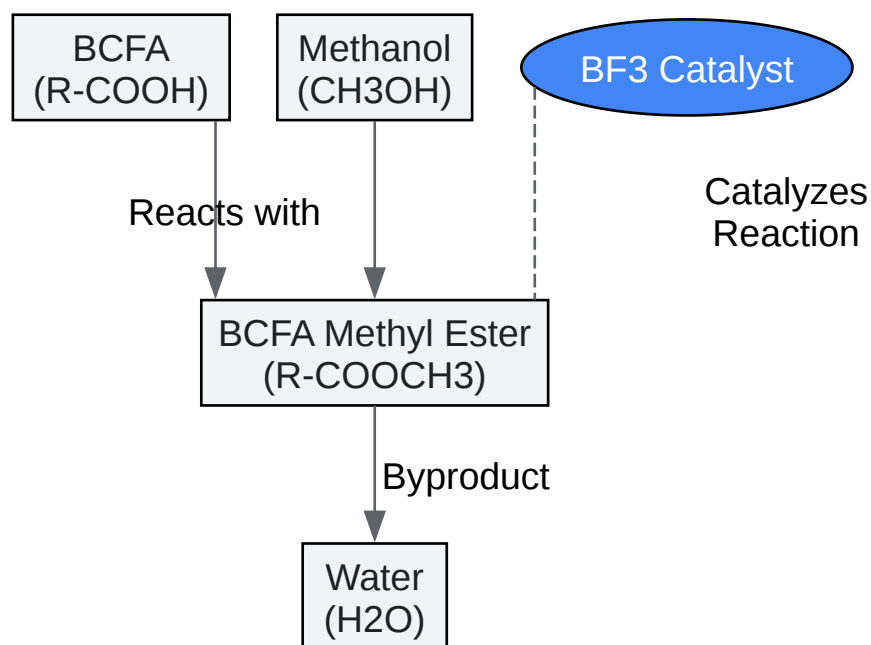 BCFA
(R-COOH)
Methanol
(CH3OH)
BF3 Catalyst
Reacts with
Catalyzes
Reaction
BCFA Methyl Ester
(R-COOCH3)
Byproduct
Water
(H2O)